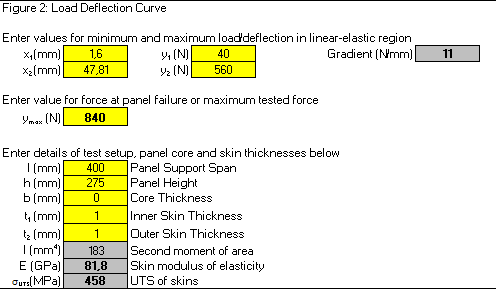 Figure 2: Load Deflection Curve
Enter values for minimum and maximum load/deflection in linear-elastic region
x₁(mm) 1,6 y₁ (N) 40 Gradient (N/mm) 11
x₂(mm) 47,81 y₂ (N) 560
Enter value for force at panel failure or maximum tested force
yₘₐₓ (N) 840
Enter details of test setup, panel core and skin thicknesses below
l (mm) 400 Panel Support Span
h (mm) 275 Panel Height
b (mm) 0 Core Thickness
t₁ (mm) 1 Inner Skin Thickness
t₂ (mm) 1 Outer Skin Thickness
I (mm⁴) 183 Second moment of area
E (GPa) 81,8 Skin modulus of elasticity
σUTS(MPa) 458 UTS of skins